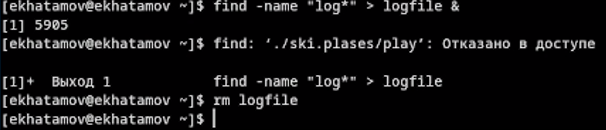 [ekhatamov@ekhatamov ~]$ find -name "log*" > logfile &
[1] 5905
[ekhatamov@ekhatamov ~]$ find: ‘./ski.plases/play’: Отказано в доступе
[1]+  Выход 1            find -name "log*" > logfile
[ekhatamov@ekhatamov ~]$ rm logfile
[ekhatamov@ekhatamov ~]$